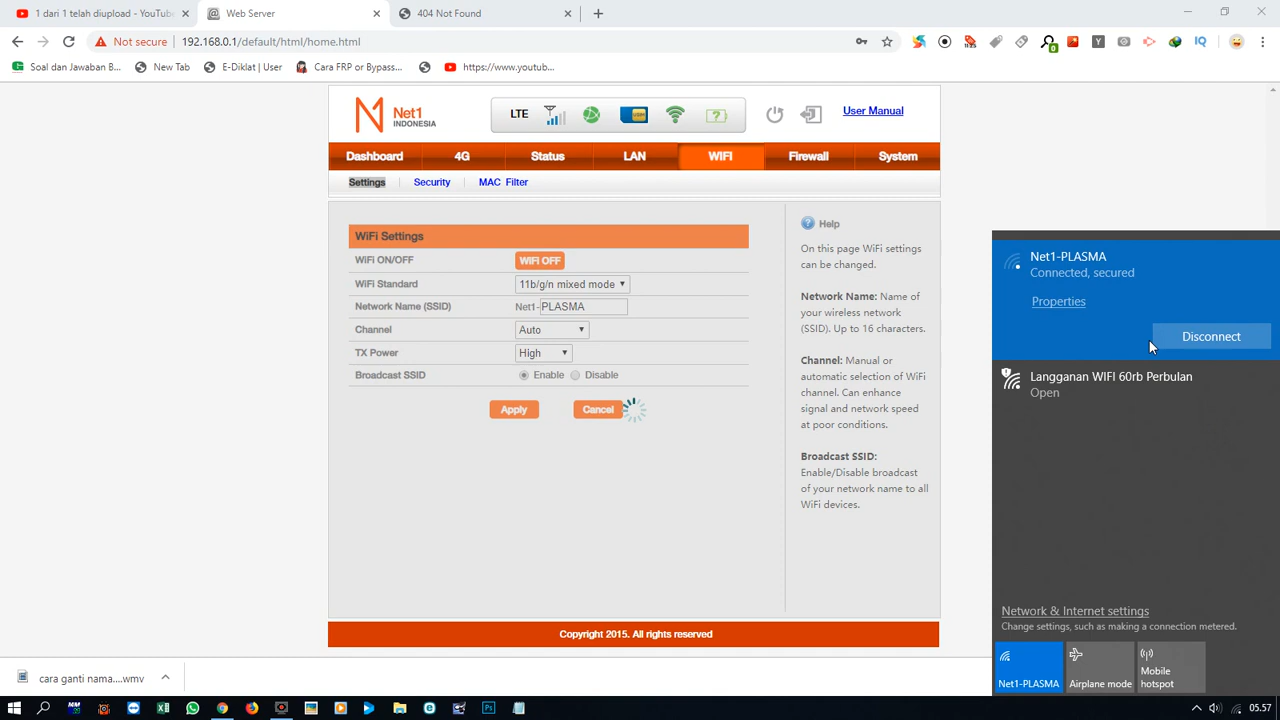 1 dari 1 telah diupload - YouTube
Web Server
404 Not Found
Not secure
192.168.0.1/default/html/home.html
Soal dan Jawaban B...
New Tab
E-Diklat | User
Cara FRP or Bypass...
https://www.youtub...
Net1
INDONESIA
LTE
User Manual
Dashboard
4G
Status
LAN
WIFI
Firewall
System
Settings
Security
MAC Filter
WiFi Settings
WiFi ON/OFF
WIFI OFF
WiFi Standard
11b/g/n mixed mode
Network Name (SSID)
Net1-PLASMA
Channel
Auto
TX Power
High
Broadcast SSID
Enable
Disable
Apply
Cancel
Help
On this page WiFi settings
can be changed.
Network Name: Name of
your wireless network
(SSID). Up to 16 characters.
Channel: Manual or
automatic selection of WiFi
channel. Can enhance
signal and network speed
at poor conditions.
Broadcast SSID:
Enable/Disable broadcast
of your network name to all
WiFi devices.
Copyright 2015. All rights reserved
Net1-PLASMA
Connected, secured
Properties
Disconnect
Langganan WIFI 60rb Perbulan
Open
Network & Internet settings
Change settings, such as making a connection metered.
Net1-PLASMA
Airplane mode
Mobile
hotspot
cara ganti nama....wmv
05.57